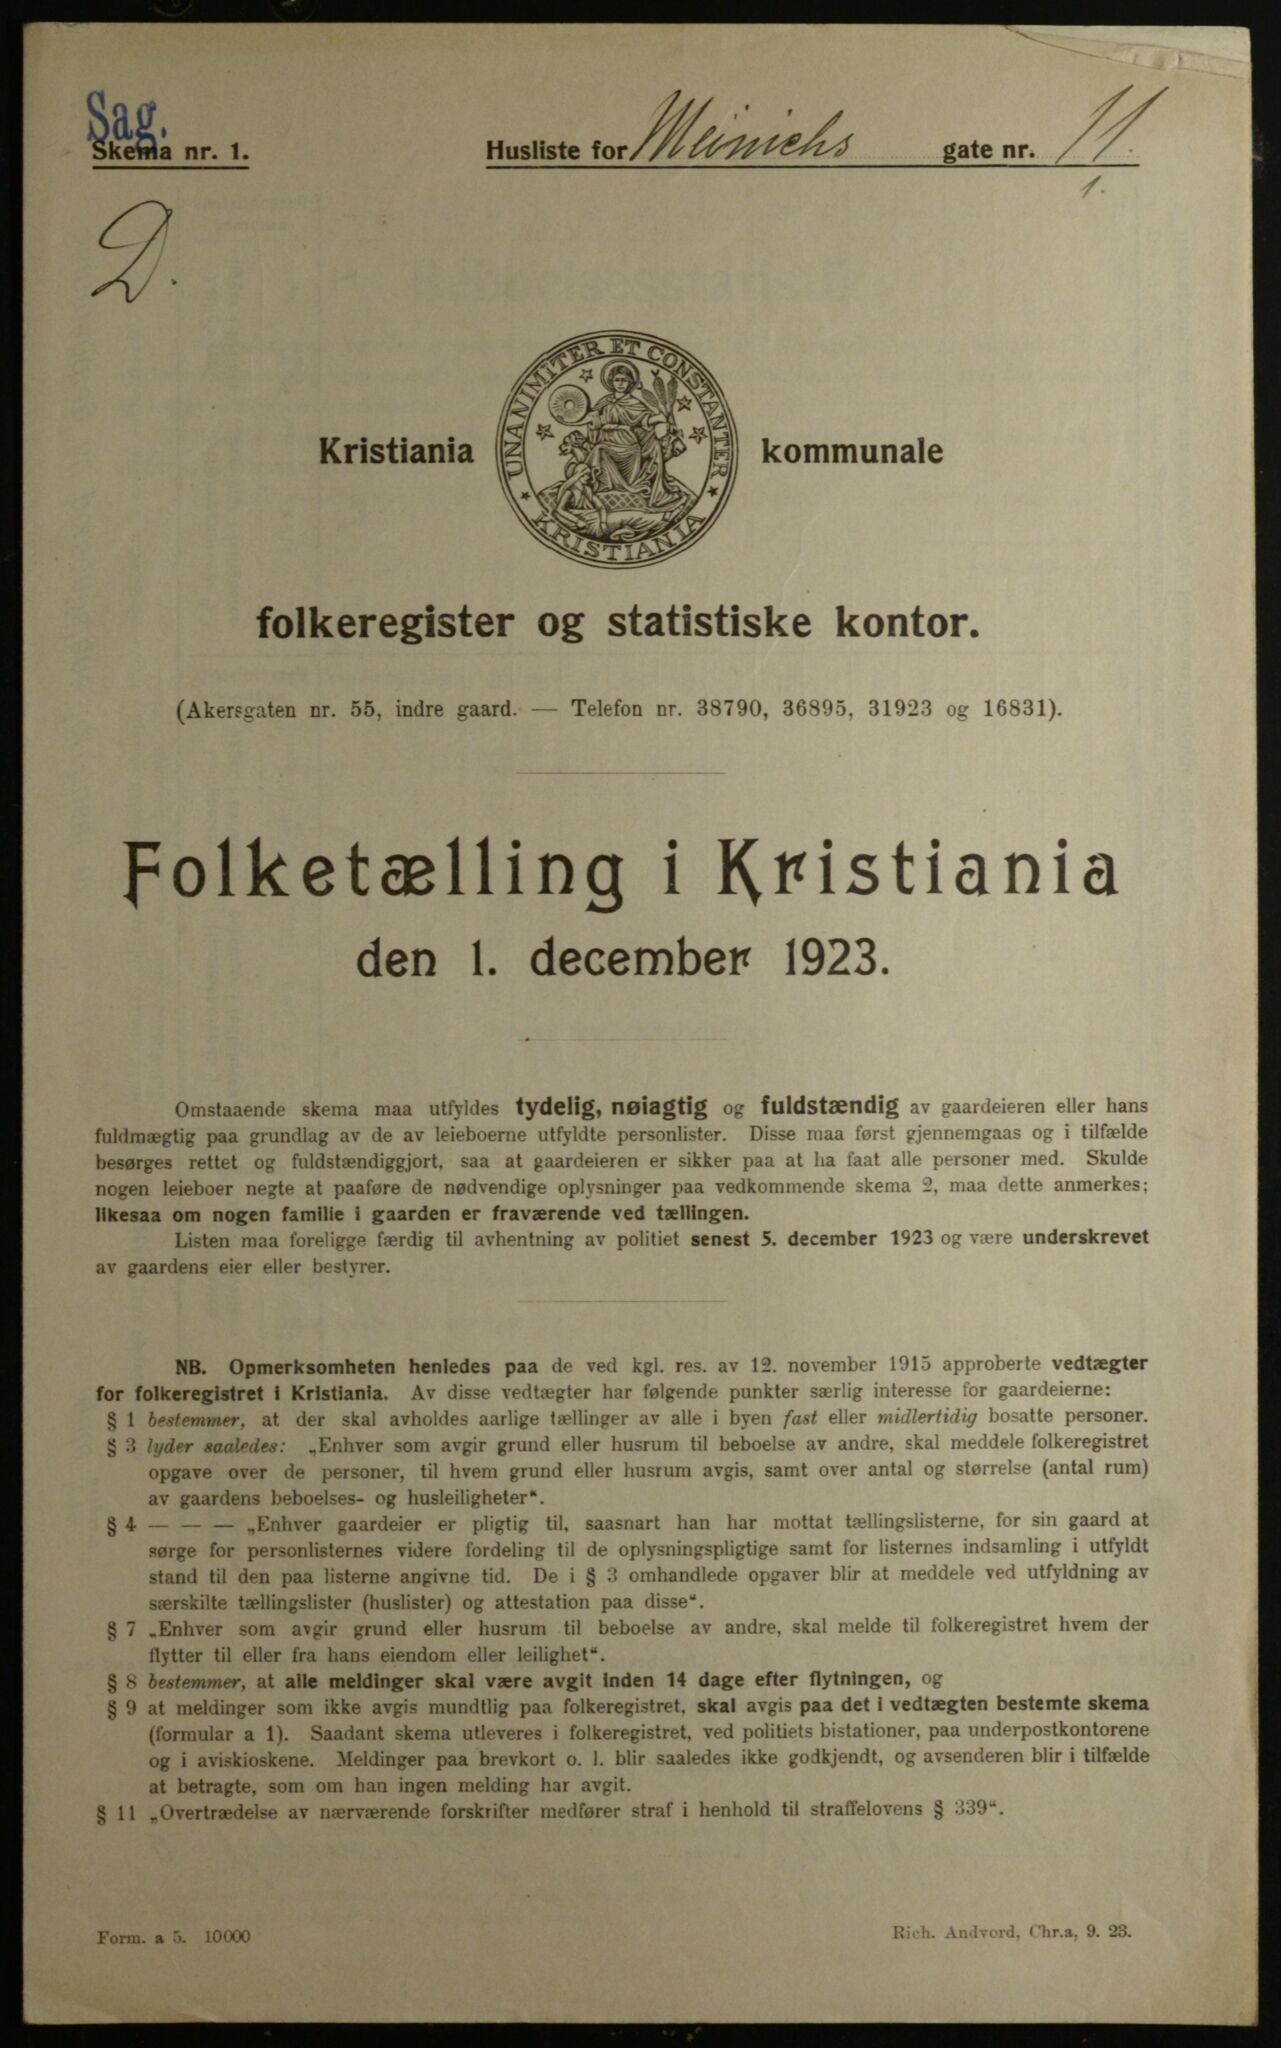 Sag.
Skema nr. 1.
Husliste for Meinichs gate nr. 11.
1.
D.
UNANIMITER ET CONSTANTER
KRISTIANIA
Kristiania kommunale
folkeregister og statistiske kontor.
(Akersgaten nr. 55, indre gaard. — Telefon nr. 38790, 36895, 31923 og 16831).
Folketælling i Kristiania
den 1. december 1923.
Omstaaende skema maa utfyldes tydelig, nøiagtig og fuldstændig av gaardeieren eller hans
fuldmægtig paa grundlag av de av leieboerne utfyldte personlister. Disse maa først gjennemgaas og i tilfælde
besørges rettet og fuldstændiggjort, saa at gaardeieren er sikker paa at ha faat alle personer med. Skulde
nogen leieboer negte at paaføre de nødvendige oplysninger paa vedkommende skema 2, maa dette anmerkes;
likesaa om nogen familie i gaarden er fraværende ved tællingen.
Listen maa foreligge færdig til avhentning av politiet senest 5. december 1923 og være underskrevet
av gaardens eier eller bestyrer.
NB. Opmerksomheten henledes paa de ved kgl. res. av 12. november 1915 approberte vedtægter
for folkeregistret i Kristiania. Av disse vedtægter har følgende punkter særlig interesse for gaardeierne:
§ 1 bestemmer, at der skal avholdes aarlige tællinger av alle i byen fast eller midlertidig bosatte personer.
§ 3 lyder saaledes: „Enhver som avgir grund eller husrum til beboelse av andre, skal meddele folkeregistret
opgave over de personer, til hvem grund eller husrum avgis, samt over antal og størrelse (antal rum)
av gaardens beboelses- og husleiligheter“.
§ 4 — — — „Enhver gaardeier er pligtig til, saasnart han har mottat tællingslisterne, for sin gaard at
sørge for personlisternes videre fordeling til de oplysningspligtige samt for listernes indsamling i utfyldt
stand til den paa listerne angivne tid. De i § 3 omhandlede opgaver blir at meddele ved utfyldning av
særskilte tællingslister (huslister) og attestation paa disse“.
§ 7 „Enhver som avgir grund eller husrum til beboelse av andre, skal melde til folkeregistret hvem der
flytter til eller fra hans eiendom eller leilighet“.
§ 8 bestemmer, at alle meldinger skal være avgit inden 14 dage efter flytningen, og
§ 9 at meldinger som ikke avgis mundtlig paa folkeregistret, skal avgis paa det i vedtægten bestemte skema
(formular a 1). Saadant skema utleveres i folkeregistret, ved politiets bistationer, paa underpostkontorene
og i aviskioskene. Meldinger paa brevkort o. l. blir saaledes ikke godkjendt, og avsenderen blir i tilfælde
at betragte, som om han ingen melding har avgit.
§ 11 „Overtrædelse av nærværende forskrifter medfører straf i henhold til straffelovens § 339“.
Form. a 5. 10000
Rich. Andvord, Chr.a, 9. 23.